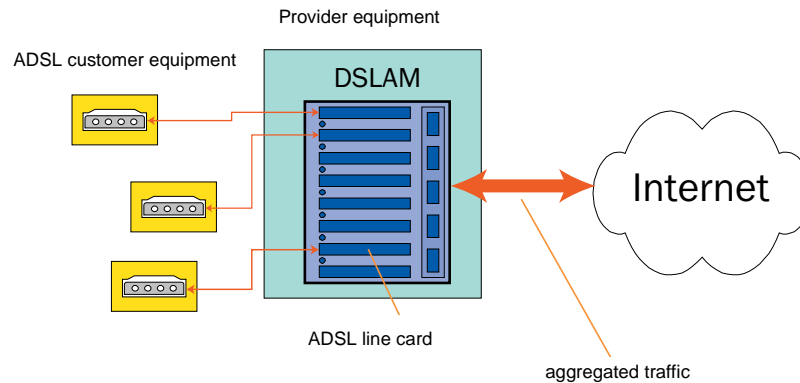 Provider equipment
ADSL customer equipment
DSLAM
Internet
ADSL line card
aggregated traffic